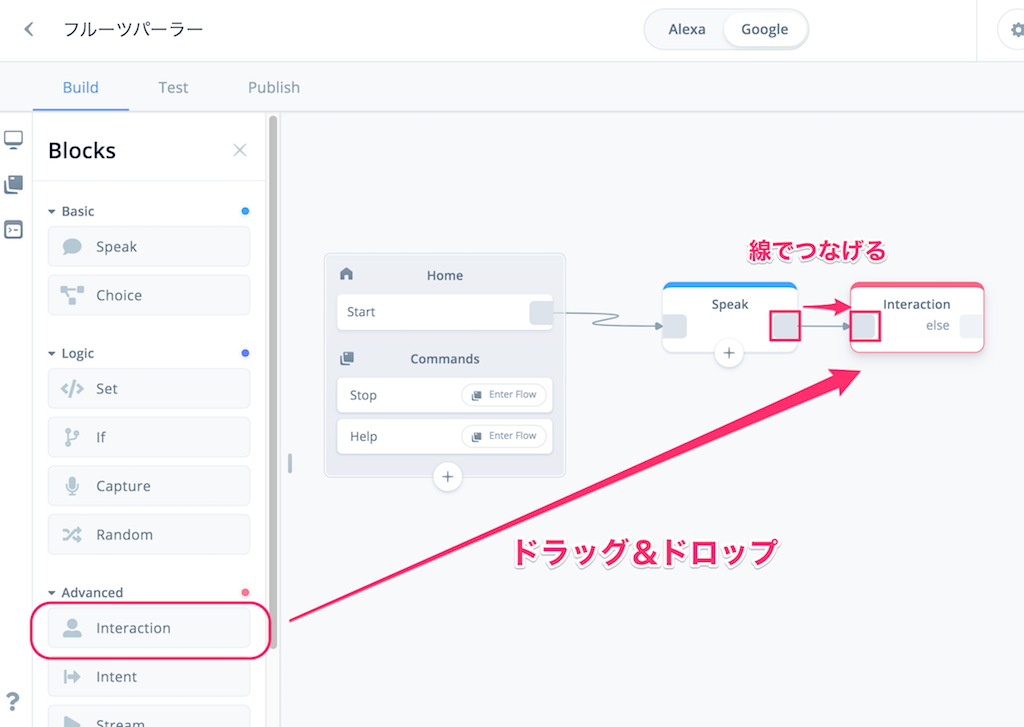 フルーツパーラー
Alexa
Google
Build
Test
Publish
Blocks
Basic
Speak
Choice
Logic
Set
If
Capture
Random
Advanced
Interaction
Intent
Stream
Home
Start
Commands
Stop
Enter Flow
Help
Enter Flow
線でつなげる
Speak
Interaction
else
ドラッグ&ドロップ
?